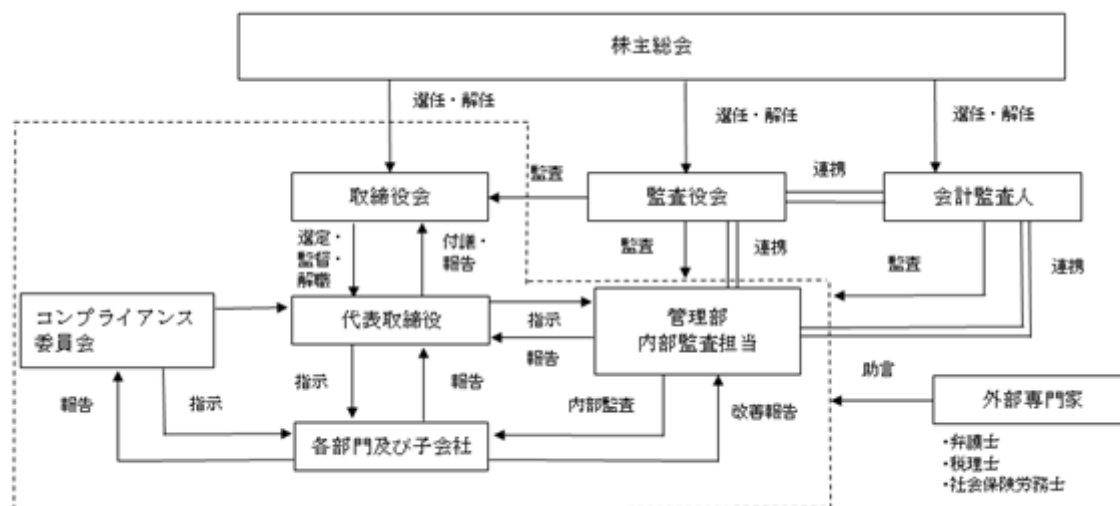 株主総会
選任・解任
選任・解任
選任・解任
取締役会
監査
監査役会
連携
会計監査人
選定・
監督・
解職
付議・
報告
監査
連携
監査
連携
コンプライアンス
委員会
代表取締役
指示
報告
管理部
内部監査担当
報告
指示
指示
報告
内部監査
改善報告
助言
外部専門家
各部門及び子会社
・弁護士
・税理士
・社会保険労務士